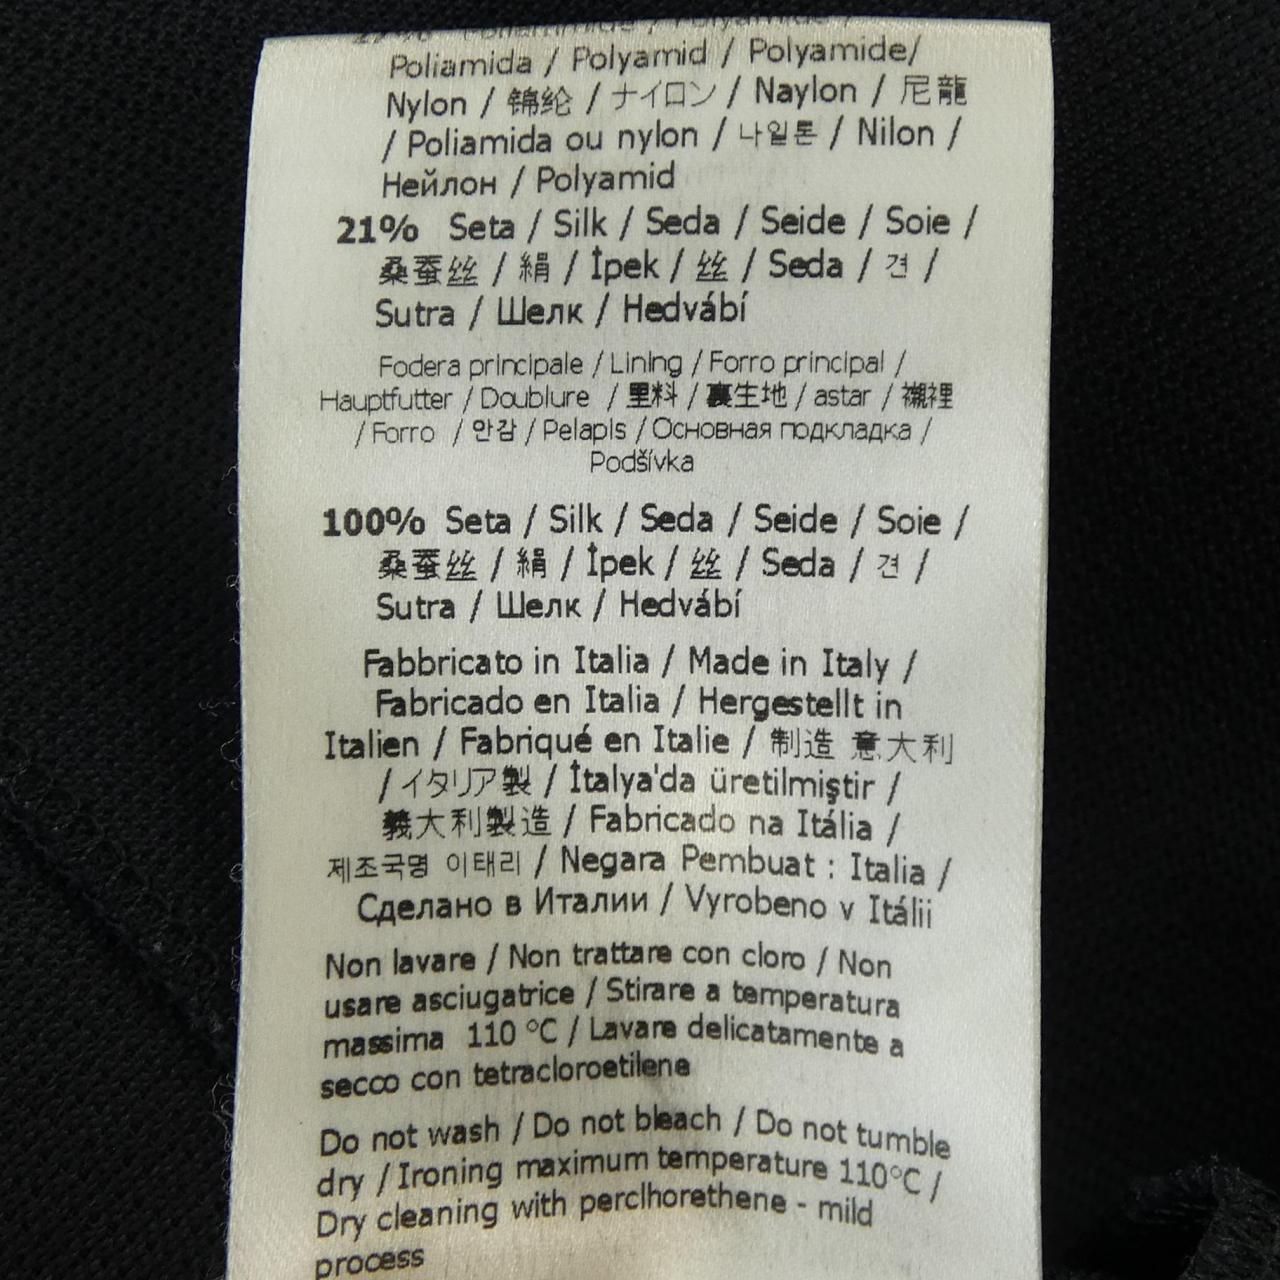 Poliamida / Polyamid / Polyamide/
Nylon / 锦纶 / ナイロン / Naylon / 尼龍
/ Poliamida ou nylon / 나일론 / Nilon /
Нейлон / Polyamid
21% Seta / Silk / Seda / Seide / Soie /
桑蚕丝 / 絹 / İpek / 丝 / Seda / 견 /
Sutra / Шелк / Hedvábí
Fodera principale / Lining / Forro principal /
Hauptfutter / Doublure / 里料 / 裏生地 / astar / 襯裡
/ Forro / 안감 / Pelapis / Основная подкладка /
Podšívka
100% Seta / Silk / Seda / Seide / Soie /
桑蚕丝 / 絹 / İpek / 丝 / Seda / 견 /
Sutra / Шелк / Hedvábí
Fabbricato in Italia / Made in Italy /
Fabricado en Italia / Hergestellt in
Italien / Fabriqué en Italie / 制造 意大利
/ イタリア製 / İtalya'da üretilmiştir /
義大利製造 / Fabricado na Itália /
제조국명 이태리 / Negara Pembuat : Italia /
Сделано в Италии / Vyrobeno v Itálii
Non lavare / Non trattare con cloro / Non
usare asciugatrice / Stirare a temperatura
massima 110 °C / Lavare delicatamente a
secco con tetracloroetilene
Do not wash / Do not bleach / Do not tumble
dry / Ironing maximum temperature 110°C /
Dry cleaning with perclhorethene - mild
process